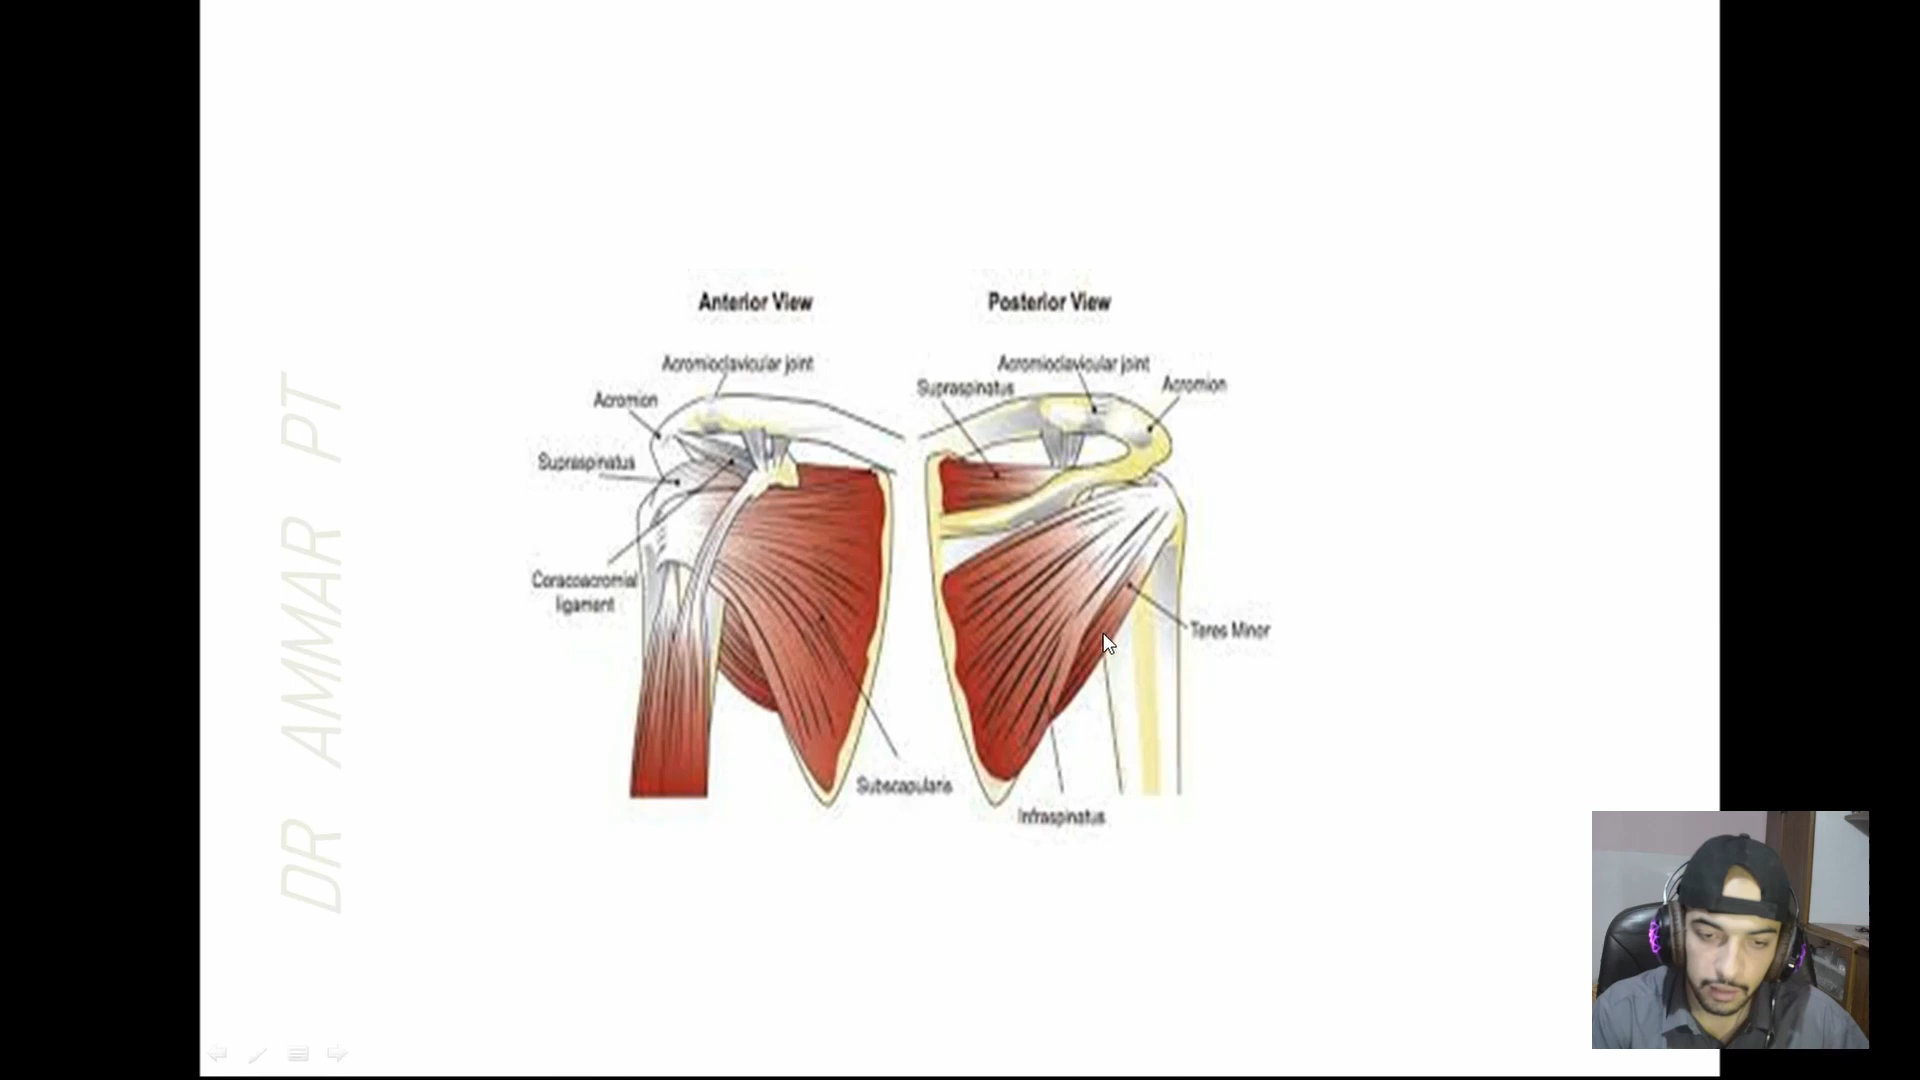 Anterior View
Posterior View
Acromioclavicular joint
Acromion
Supraspinatus
Coracoacromial
ligament
Subscapularis
Acromioclavicular joint
Supraspinatus
Acromion
Teres Minor
Infraspinatus
DR AMMAR PT